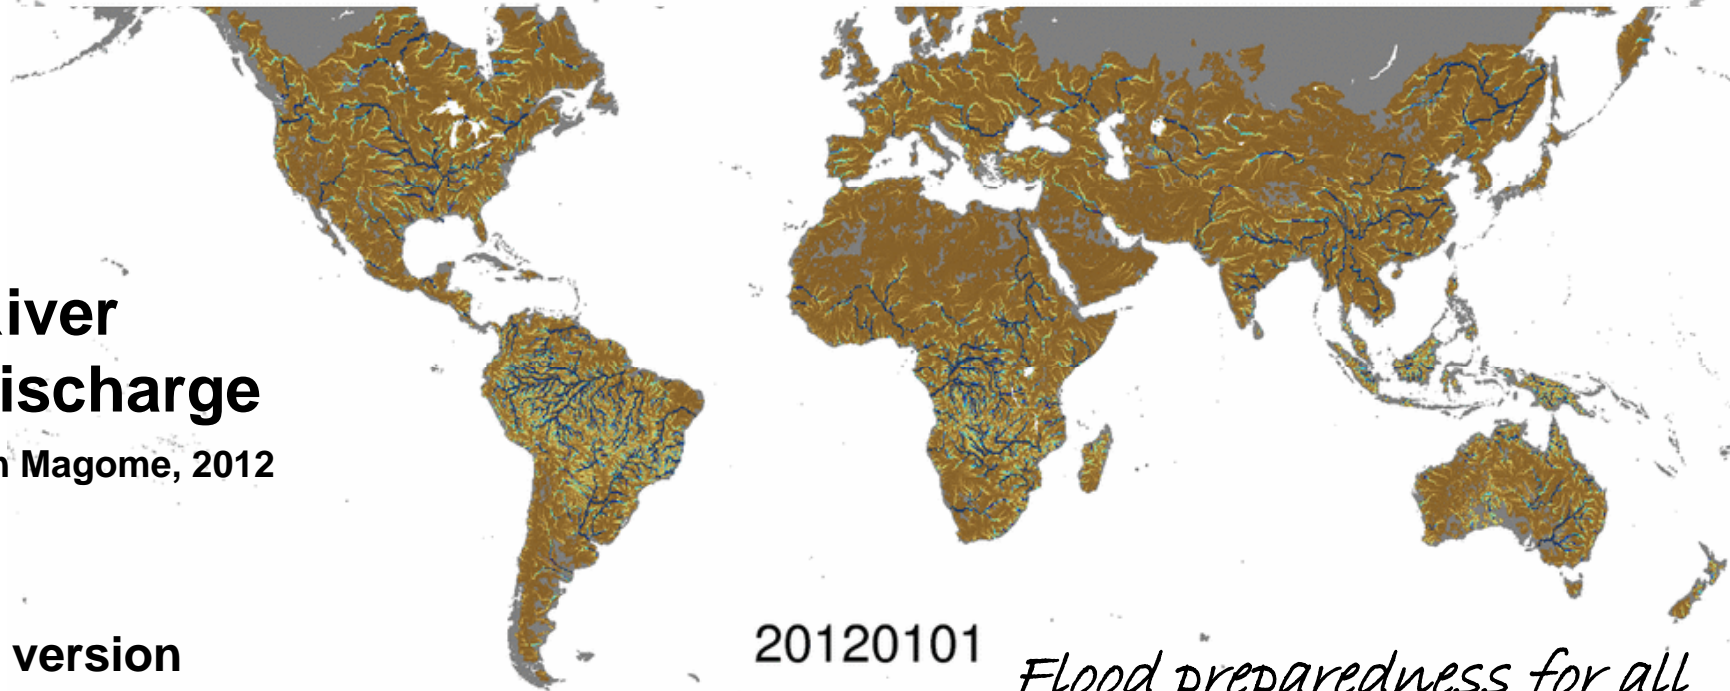 iver
ischarge
Magome, 2012
version
20120101
Flood preparedness for all